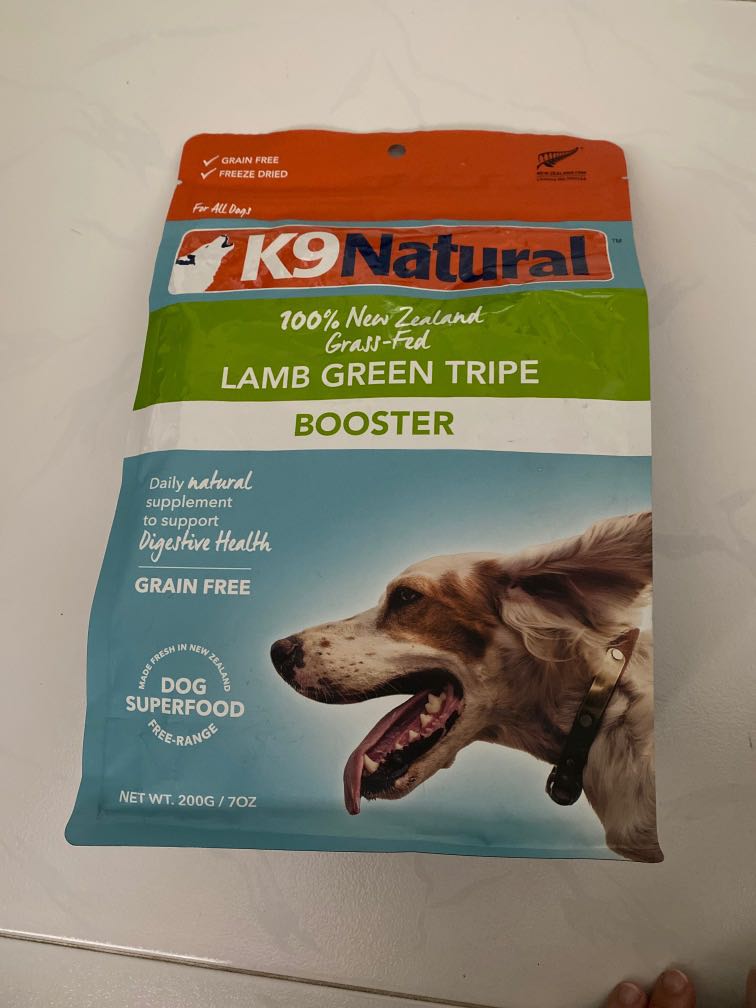 GRAIN FREE
FREEZE DRIED
For All Dogs
K9Natural™
100% New Zealand
Grass-Fed
LAMB GREEN TRIPE
BOOSTER
Daily natural
supplement
to support
Digestive Health
GRAIN FREE
MADE FRESH IN NEW ZEALAND
DOG
SUPERFOOD
FREE-RANGE
NET WT. 200G / 7OZ